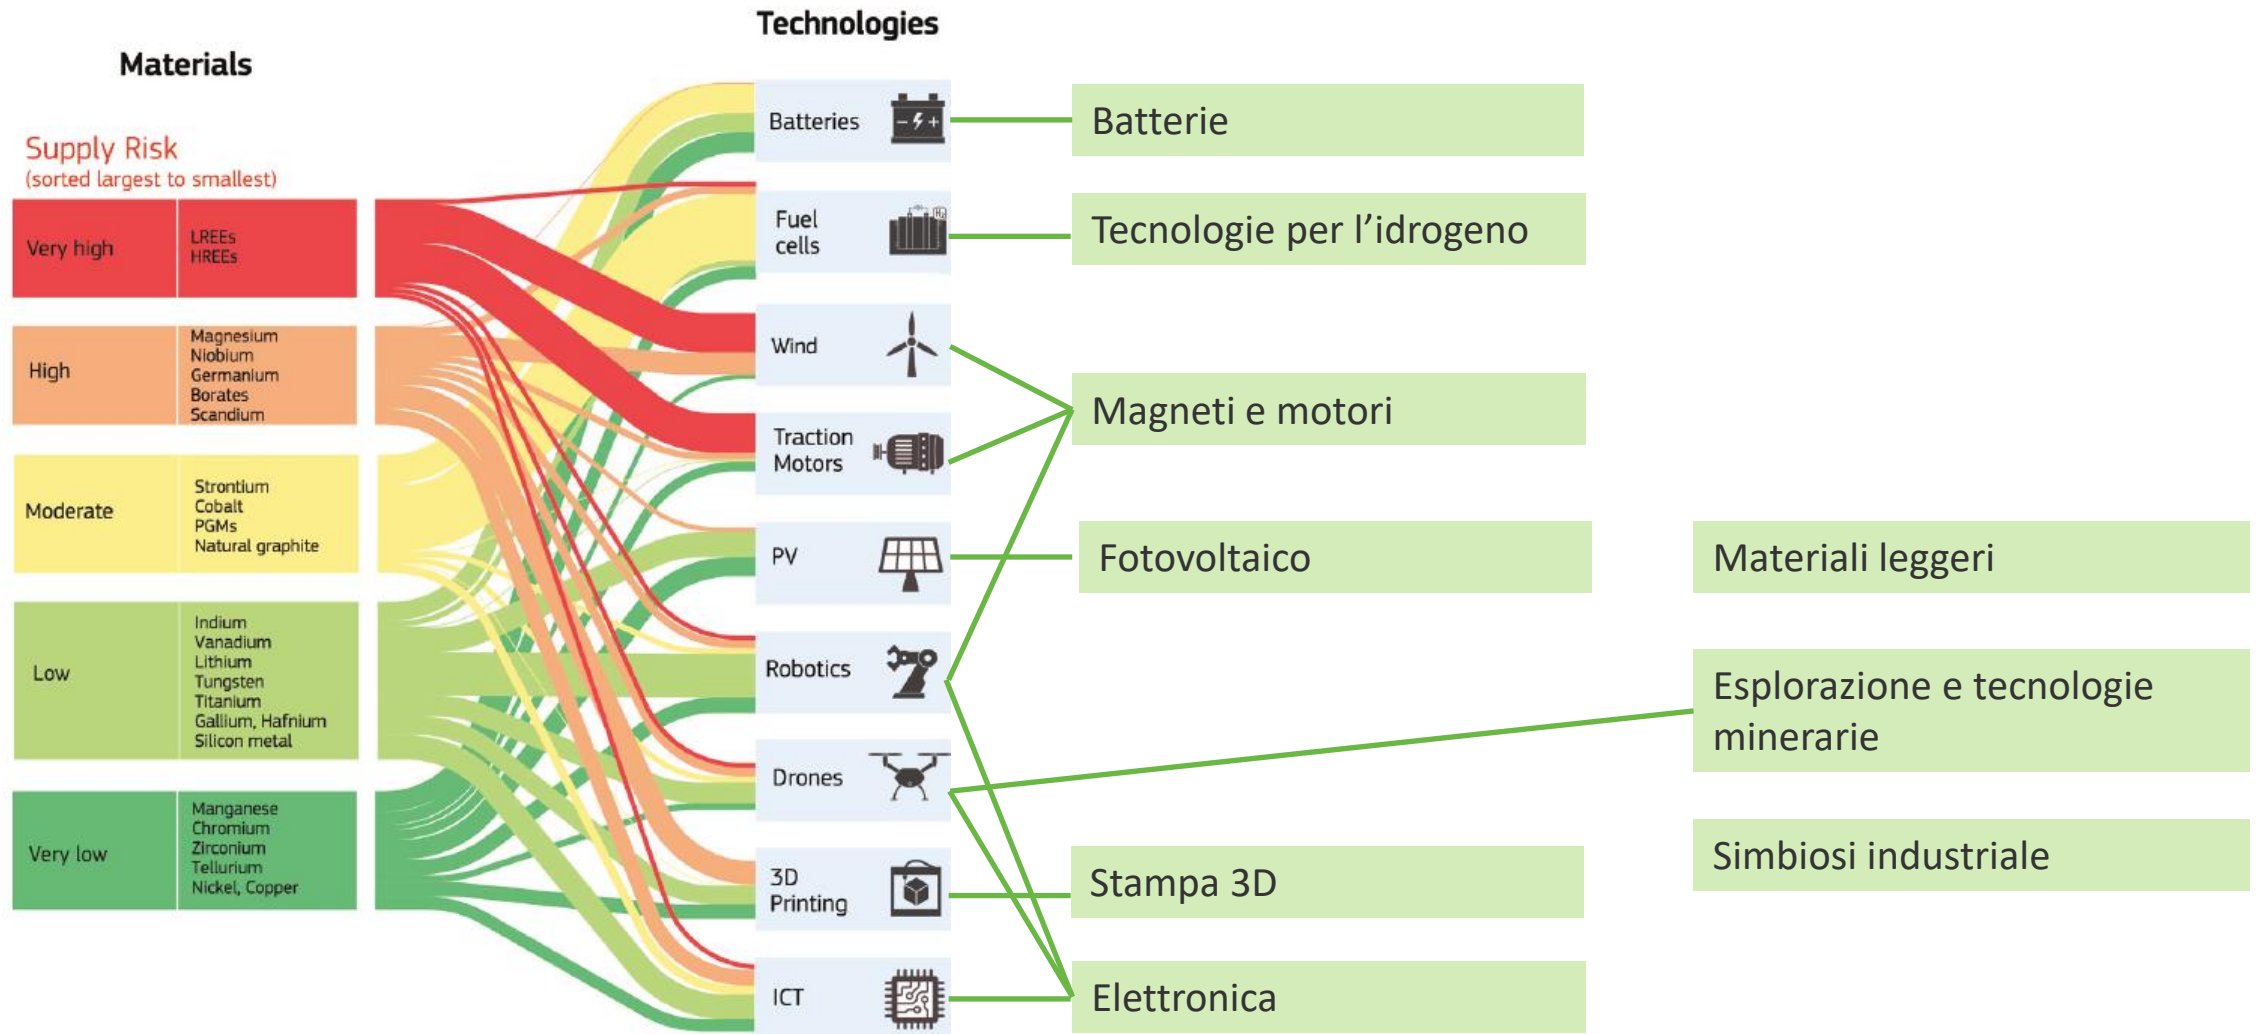 Technologies
Materials
Supply Risk
(sorted largest to smallest)
Very high
LREEs
HREEs
High
Magnesium
Niobium
Germanium
Borates
Scandium
Moderate
Strontium
Cobalt
PGMs
Natural graphite
Low
Indium
Vanadium
Lithium
Tungsten
Titanium
Gallium, Hafnium
Silicon metal
Very low
Manganese
Chromium
Zirconium
Tellurium
Nickel, Copper
Batteries
Fuel
cells
H2
Wind
Traction
Motors
PV
Robotics
Drones
3D
Printing
ICT
Batterie
Tecnologie per l’idrogeno
Magneti e motori
Fotovoltaico
Stampa 3D
Elettronica
Materiali leggeri
Esplorazione e tecnologie
minerarie
Simbiosi industriale